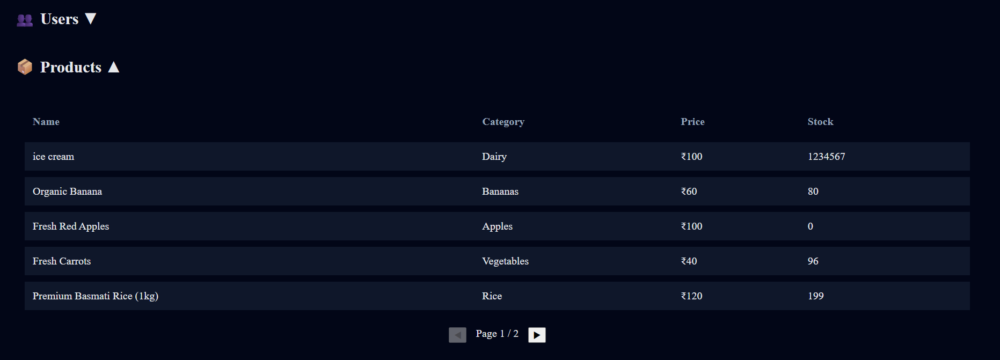 👥 Users ▼
📦 Products ▲
Name Category Price Stock
ice cream Dairy ₹100 1234567
Organic Banana Bananas ₹60 80
Fresh Red Apples Apples ₹100 0
Fresh Carrots Vegetables ₹40 96
Premium Basmati Rice (1kg) Rice ₹120 199
◀ Page 1 / 2 ▶